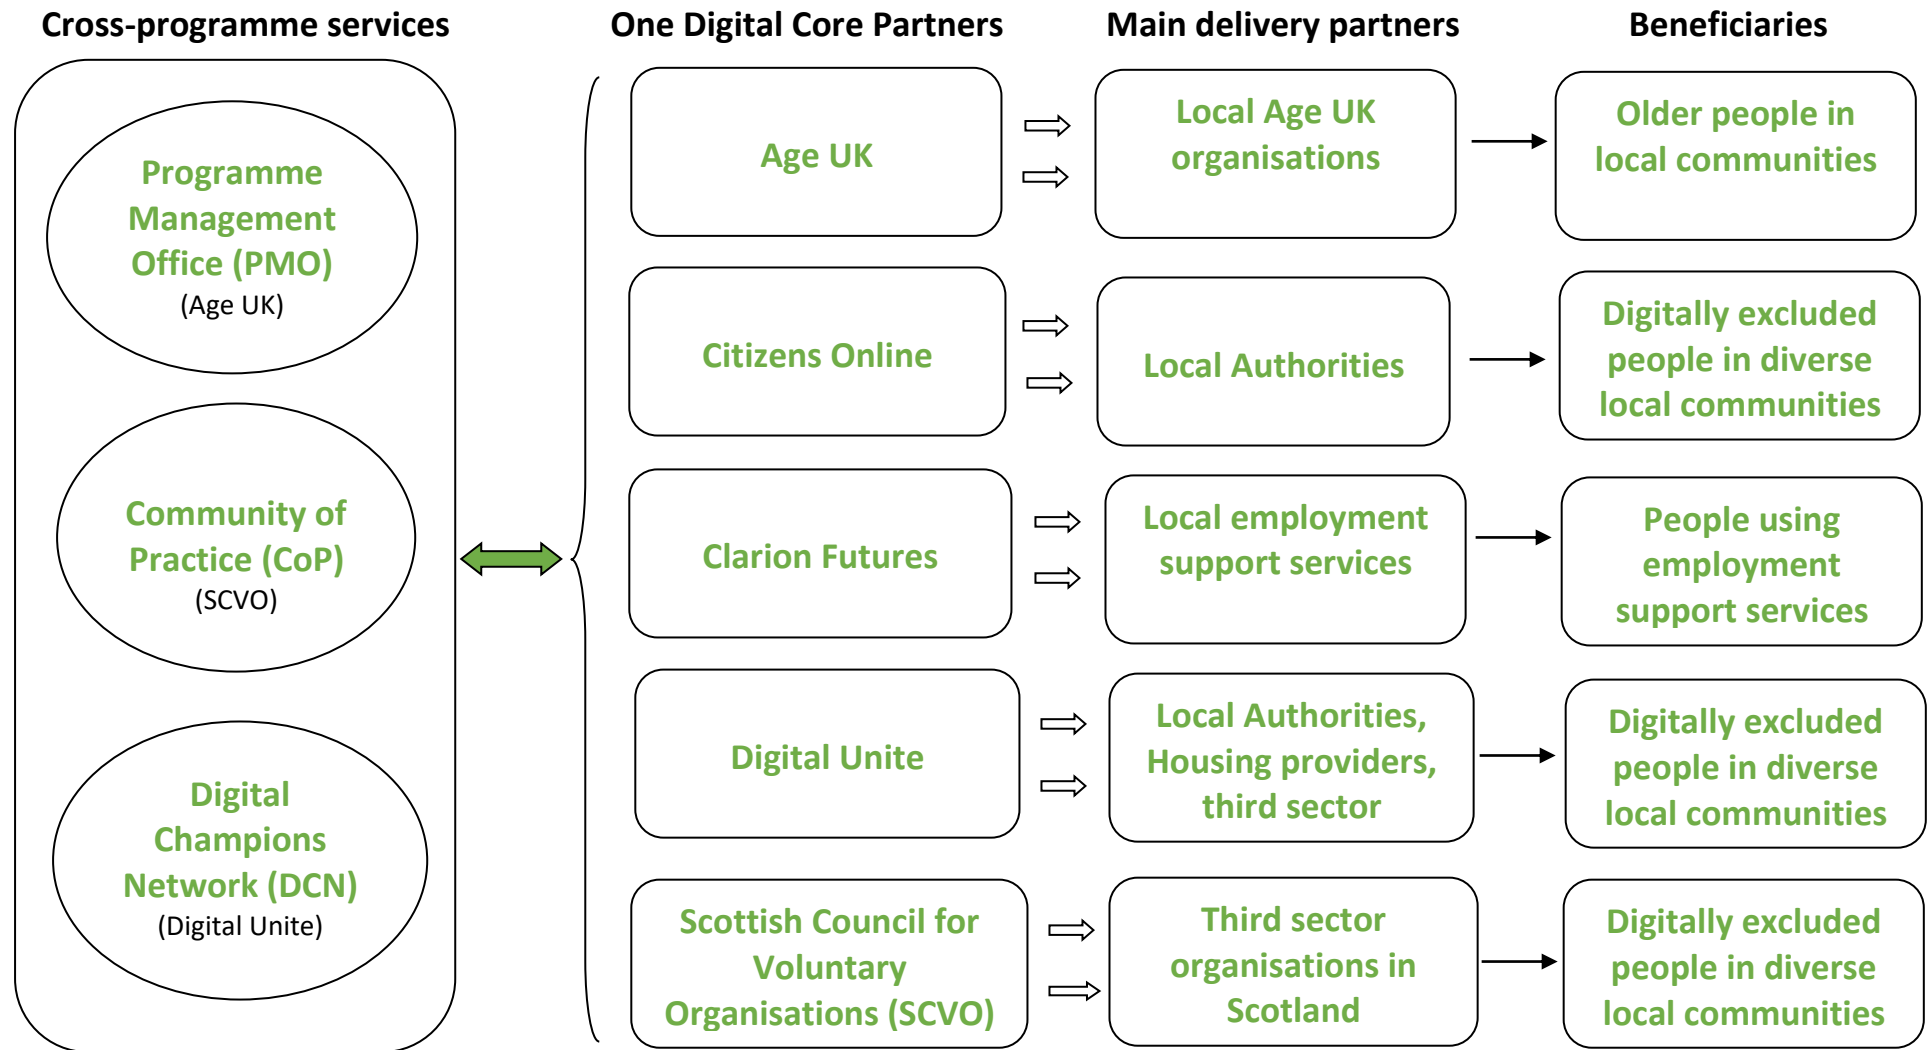 Cross-programme services
One Digital Core Partners
Main delivery partners
Beneficiaries
Programme
Management
Office (PMO)
(Age UK)
Community of
Practice (CoP)
(SCVO)
Digital
Champions
Network (DCN)
(Digital Unite)
Age UK
Local Age UK
organisations
Older people in
local communities
Citizens Online
Local Authorities
Digitally excluded
people in diverse
local communities
Clarion Futures
Local employment
support services
People using
employment
support services
Digital Unite
Local Authorities,
Housing providers,
third sector
Digitally excluded
people in diverse
local communities
Scottish Council for
Voluntary
Organisations (SCVO)
Third sector
organisations in
Scotland
Digitally excluded
people in diverse
local communities